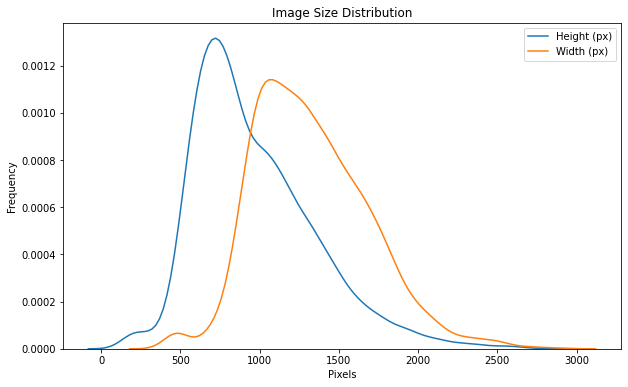 Image Size Distribution
Height (px)
Width (px)
0.0012
0.0010
0.0008
0.0006
0.0004
0.0002
0.0000
Frequency
0
500
1000
1500
2000
2500
3000
Pixels